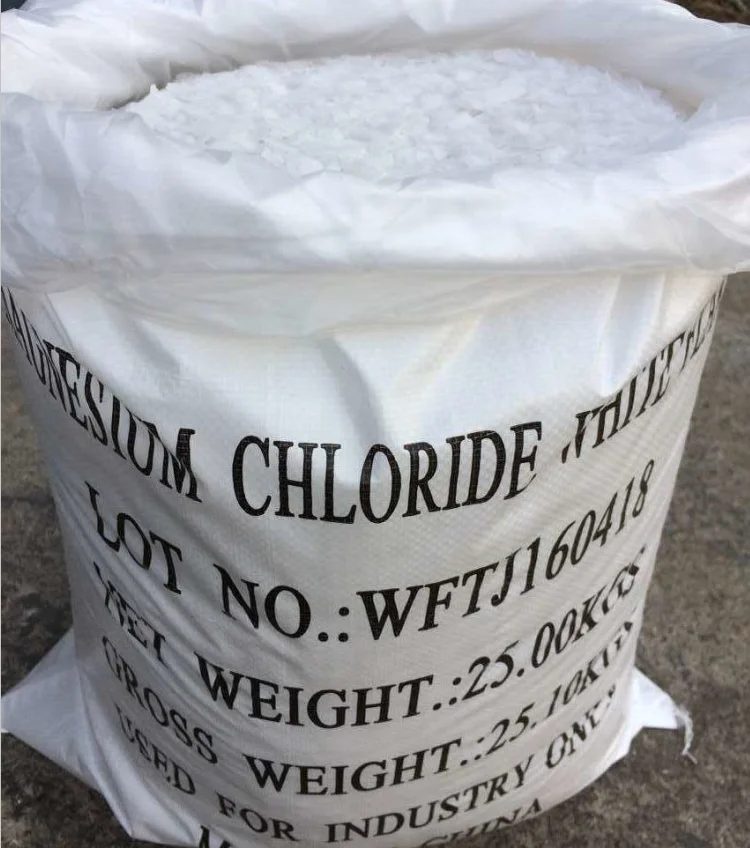 MAGNESIUM CHLORIDE WHITE FLAKE
LOT NO.:WFTJ160418
NET WEIGHT.:25.00KGS
GROSS WEIGHT.:25.10KGS
USED FOR INDUSTRY ONLY
CHINA